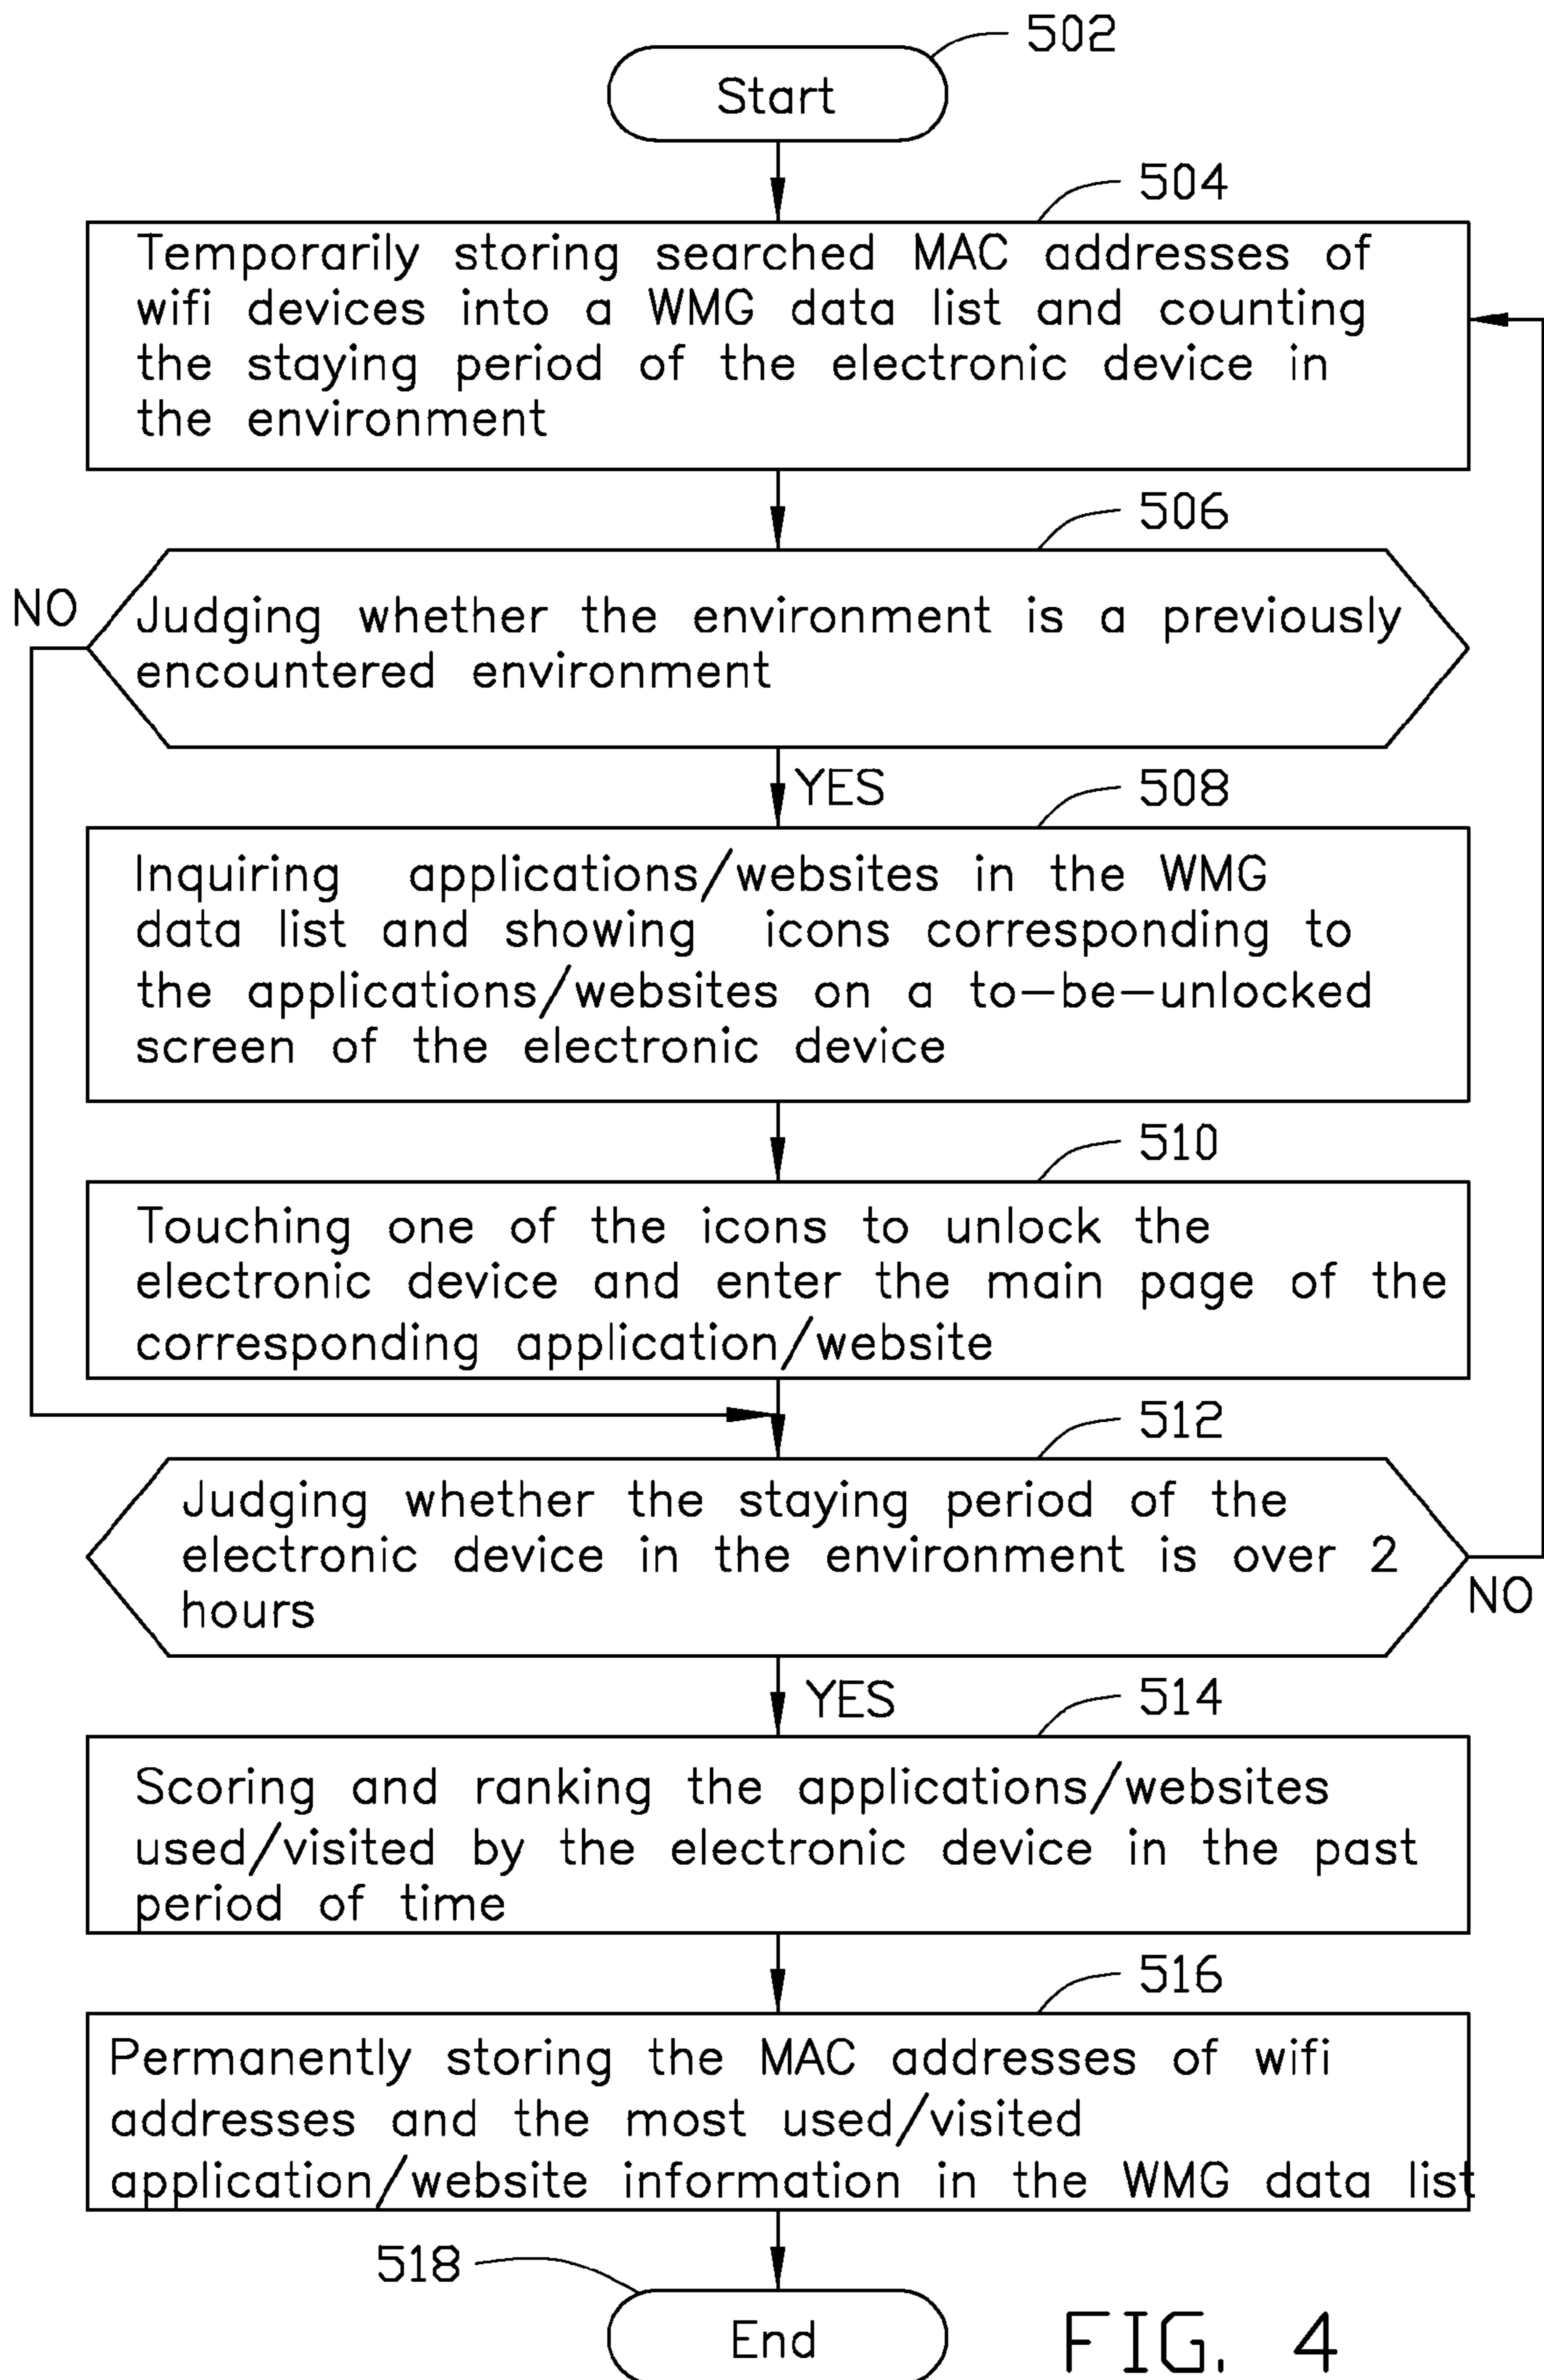 502
Start
504
Temporarily storing searched MAC addresses of
wifi devices into a WMG data list and counting
the staying period of the electronic device in
the environment
506
NO
Judging whether the environment is a previously
encountered environment
YES
508
Inquiring applications/websites in the WMG
data list and showing icons corresponding to
the applications/websites on a to-be-unlocked
screen of the electronic device
510
Touching one of the icons to unlock the
electronic device and enter the main page of the
corresponding application/website
512
Judging whether the staying period of the
electronic device in the environment is over 2
hours
NO
YES
514
Scoring and ranking the applications/websites
used/visited by the electronic device in the past
period of time
516
Permanently storing the MAC addresses of wifi
addresses and the most used/visited
application/website information in the WMG data list
518
End
FIG. 4